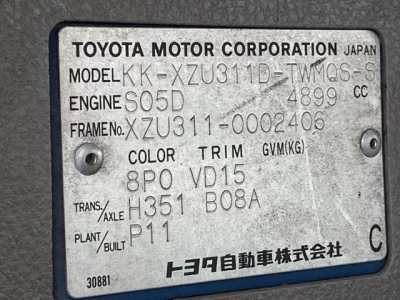 TOYOTA MOTOR CORPORATION JAPAN
MODEL KK-XZU311D-TWMQS-S
ENGINE S05D 4899 CC
FRAME No. XZU311-0002406
COLOR TRIM GVM(KG)
8P0 VD15
TRANS./AXLE H351 B08A
PLANT/BUILT P11
トヨタ自動車株式会社 C
30881